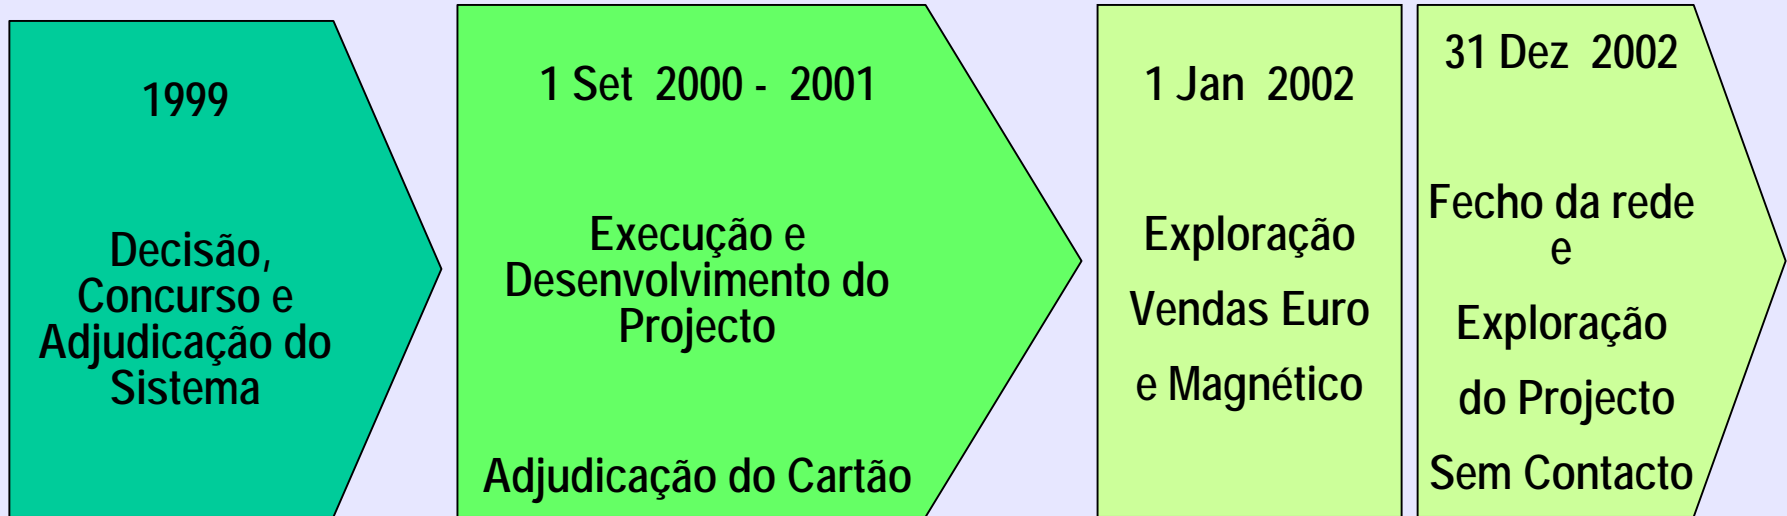 1999
Decisão,
Concurso e
Adjudicação do
Sistema
1 Set 2000 - 2001
Execução e
Desenvolvimento do
Projecto
Adjudicação do Cartão
1 Jan 2002
Exploração
Vendas Euro
e Magnético
31 Dez 2002
Fecho da rede
e
Exploração
do Projecto
Sem Contacto